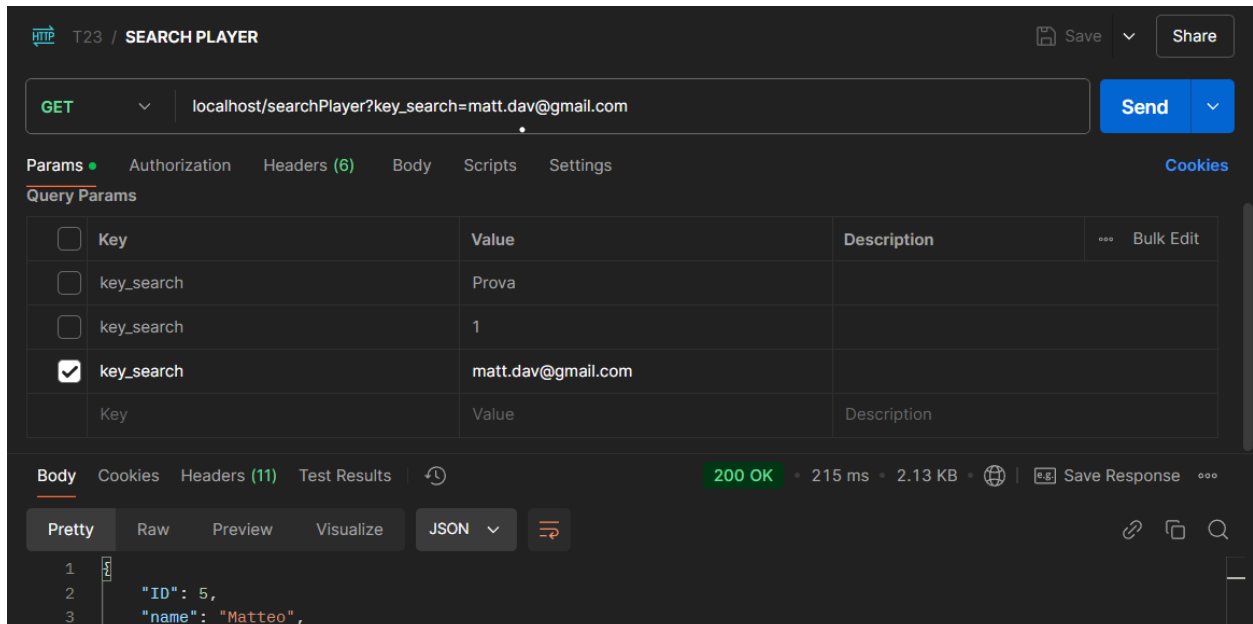 HTTP T23 / SEARCH PLAYER Save Share
GET localhost/searchPlayer?key_search=matt.dav@gmail.com Send
Params Authorization Headers (6) Body Scripts Settings Cookies
Query Params
Key Value Description Bulk Edit
key_search Prova
key_search 1
key_search matt.dav@gmail.com
Key Value Description
Body Cookies Headers (11) Test Results 200 OK 215 ms 2.13 KB e.g. Save Response
Pretty Raw Preview Visualize JSON
1 {
2 "ID": 5,
3 "name": "Matteo",